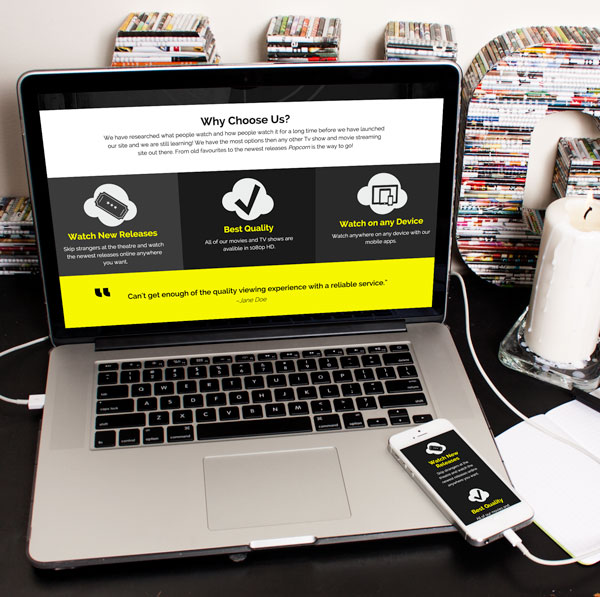 Why Choose Us?
We have researched what people watch and how people watch it for a long time before we have launched
our site and we are still learning! We have the most options then any other Tv show and movie streaming
site out there. From old favourites to the newest releases Popcorn is the way to go!
Watch New Releases
Skip strangers at the theatre and watch
the newest releases online anywhere
you want.
Best Quality
All of our movies and TV shows are
avalible in 1080p HD.
Watch on any Device
Watch anywhere on any device with our
mobile apps.
“ Can't get enough of the quality viewing experience with a reliable service.”
~Jane Doe
Watch New
Releases
Skip strangers at the
theatre and watch the
newest releases online
anywhere you want.
Best Quality
All of our movies and